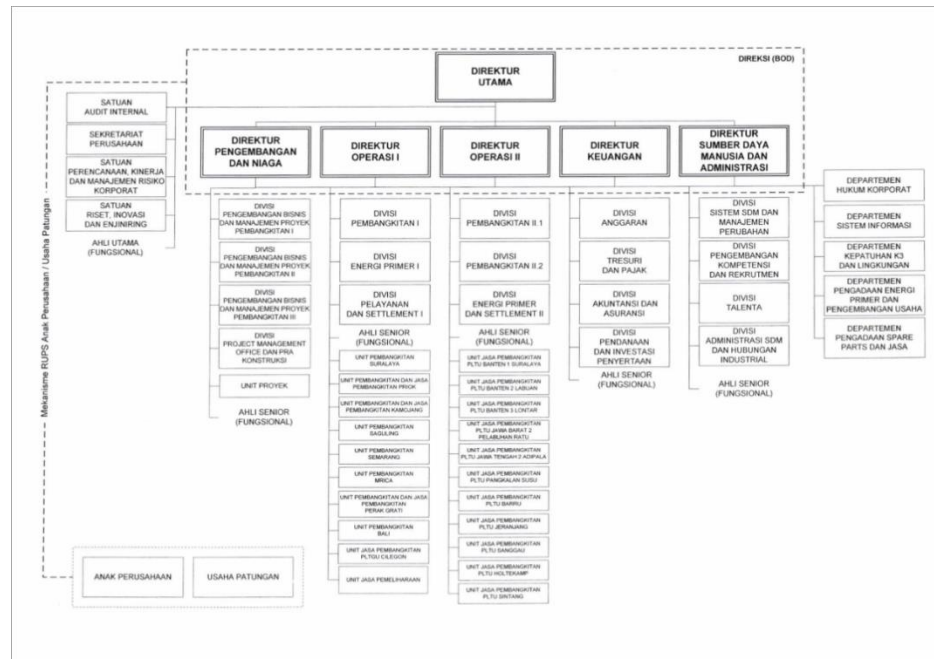 DIREKSI (BOD)
DIREKTUR
UTAMA
SATUAN
AUDIT INTERNAL
SEKRETARIAT
PERUSAHAAN
SATUAN
PERENCANAAN, KINERJA
DAN MANAJEMEN RISIKO
KORPORAT
SATUAN
RISET, INOVASI
DAN ENJINIRING
AHLI UTAMA
(FUNGSIONAL)
Mekanisme RUPS Anak Perusahaan / Usaha Patungan
DIREKTUR
PENGEMBANGAN
DAN NIAGA
DIREKTUR
OPERASI I
DIREKTUR
OPERASI II
DIREKTUR
KEUANGAN
DIREKTUR
SUMBER DAYA
MANUSIA DAN
ADMINISTRASI
DIVISI
PENGEMBANGAN BISNIS
DAN MANAJEMEN PROYEK
PEMBANGKITAN I
DIVISI
PENGEMBANGAN BISNIS
DAN MANAJEMEN PROYEK
PEMBANGKITAN II
DIVISI
PENGEMBANGAN BISNIS
DAN MANAJEMEN PROYEK
PEMBANGKITAN III
DIVISI
PROJECT MANAGEMENT
OFFICE DAN PRA
KONSTRUKSI
UNIT PROYEK
AHLI SENIOR
(FUNGSIONAL)
DIVISI
PEMBANGKITAN I
DIVISI
ENERGI PRIMER I
DIVISI
PELAYANAN
DAN SETTLEMENT I
AHLI SENIOR
(FUNGSIONAL)
UNIT PEMBANGKITAN
SURALAYA
UNIT PEMBANGKITAN DAN JASA
PEMBANGKITAN PRIOK
UNIT PEMBANGKITAN DAN JASA
PEMBANGKITAN KAMOJANG
UNIT PEMBANGKITAN
SAGULING
UNIT PEMBANGKITAN
SEMARANG
UNIT PEMBANGKITAN
MRICA
UNIT PEMBANGKITAN DAN JASA
PEMBANGKITAN
PERAK GRATI
UNIT PEMBANGKITAN
BALI
UNIT JASA PEMBANGKITAN
PLTGU CILEGON
UNIT JASA PEMELIHARAAN
DIVISI
PEMBANGKITAN II.1
DIVISI
PEMBANGKITAN II.2
DIVISI
ENERGI PRIMER
DAN SETTLEMENT II
AHLI SENIOR
(FUNGSIONAL)
UNIT JASA PEMBANGKITAN
PLTU BANTEN 1 SURALAYA
UNIT JASA PEMBANGKITAN
PLTU BANTEN 2 LABUAN
UNIT JASA PEMBANGKITAN
PLTU BANTEN 3 LONTAR
UNIT JASA PEMBANGKITAN
PLTU JAWA BARAT 2
PELABUHAN RATU
UNIT JASA PEMBANGKITAN
PLTU JAWA TENGAH 2 ADIPALA
UNIT JASA PEMBANGKITAN
PLTU PANGKALAN SUSU
UNIT JASA PEMBANGKITAN
PLTU BARRU
UNIT JASA PEMBANGKITAN
PLTU JERANJANG
UNIT JASA PEMBANGKITAN
PLTU SANGGAU
UNIT JASA PEMBANGKITAN
PLTU HOLTEKAMP
UNIT JASA PEMBANGKITAN
PLTU SINTANG
DIVISI
ANGGARAN
DIVISI
TRESURI
DAN PAJAK
DIVISI
AKUNTANSI DAN
ASURANSI
DIVISI
PENDANAAN
DAN INVESTASI
PENYERTAAN
AHLI SENIOR
(FUNGSIONAL)
DIVISI
SISTEM SDM DAN
MANAJEMEN
PERUBAHAN
DIVISI
PENGEMBANGAN
KOMPETENSI
DAN REKRUTMEN
DIVISI
TALENTA
DIVISI
ADMINISTRASI SDM
DAN HUBUNGAN
INDUSTRIAL
AHLI SENIOR
(FUNGSIONAL)
DEPARTEMEN
HUKUM KORPORAT
DEPARTEMEN
SISTEM INFORMASI
DEPARTEMEN
KEPATUHAN K3
DAN LINGKUNGAN
DEPARTEMEN
PENGADAAN ENERGI
PRIMER DAN
PENGEMBANGAN USAHA
DEPARTEMEN
PENGADAAN SPARE
PARTS DAN JASA
ANAK PERUSAHAAN
USAHA PATUNGAN